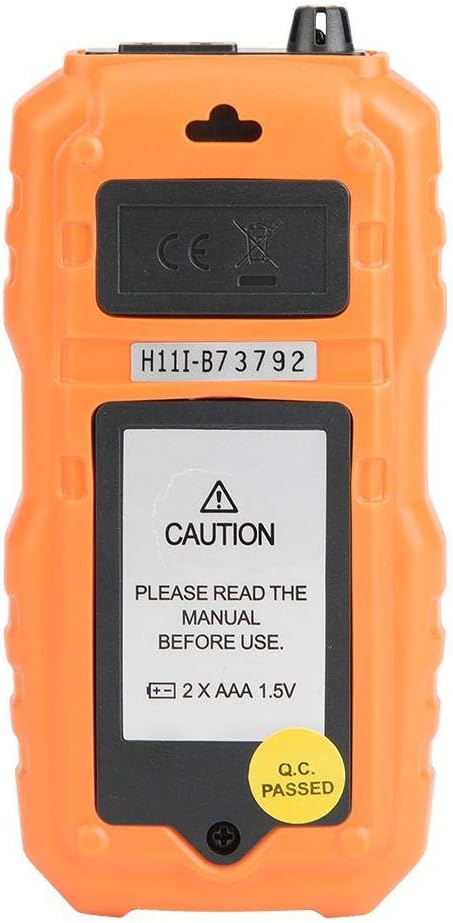 CE
H11I-B73792
CAUTION
PLEASE READ THE
MANUAL
BEFORE USE.
2 X AAA 1.5V
Q.C.
PASSED